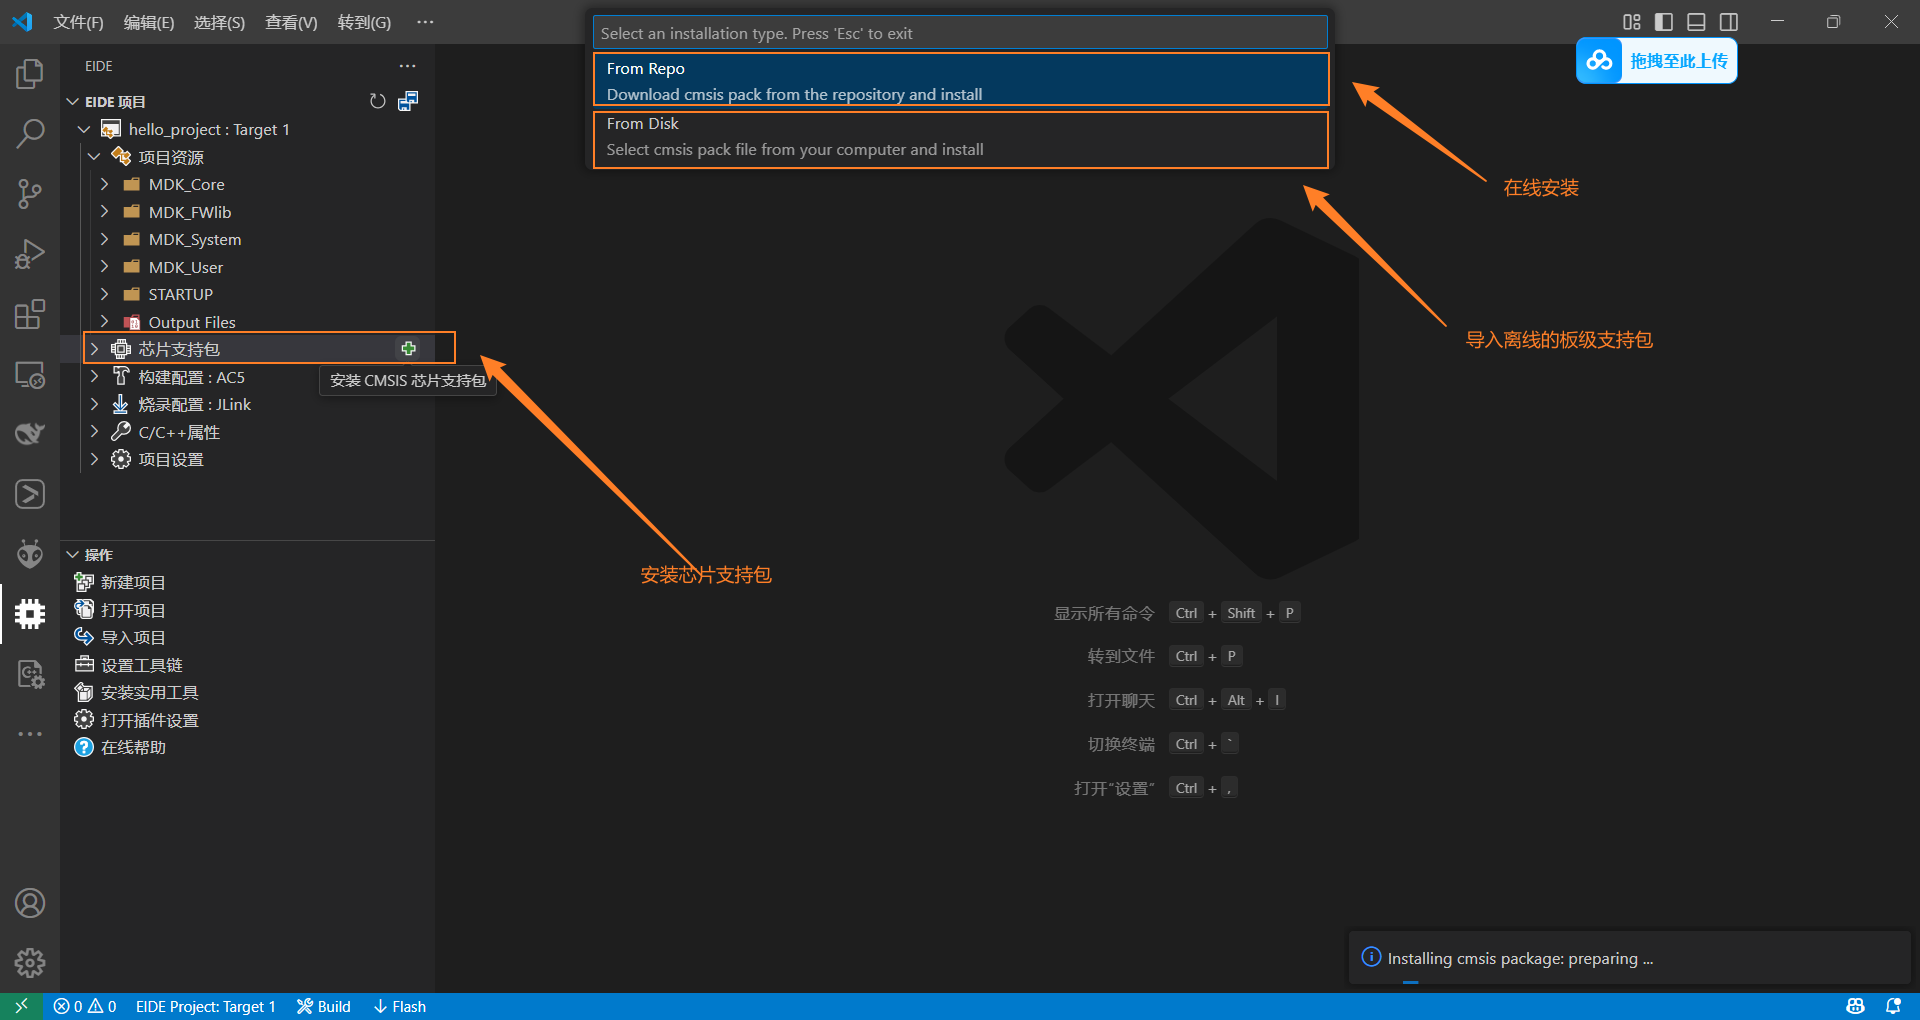 文件(F) 编辑(E) 选择(S) 查看(V) 转到(G) ···
Select an installation type. Press 'Esc' to exit
From Repo
Download cmsis pack from the repository and install
From Disk
Select cmsis pack file from your computer and install
拖拽至此上传
在线安装
导入离线的板级支持包
EIDE
EIDE 项目
hello_project : Target 1
项目资源
MDK_Core
MDK_FWlib
MDK_System
MDK_User
STARTUP
Output Files
芯片支持包
安装 CMSIS 芯片支持包
构建配置 : AC5
烧录配置 : JLink
C/C++属性
项目设置
安装芯片支持包
操作
新建项目
打开项目
导入项目
设置工具链
安装实用工具
打开插件设置
在线帮助
显示所有命令 Ctrl + Shift + P
转到文件 Ctrl + P
打开聊天 Ctrl + Alt + I
切换终端 Ctrl + `
打开"设置" Ctrl + ,
Installing cmsis package: preparing ...
0 0 EIDE Project: Target 1 Build Flash